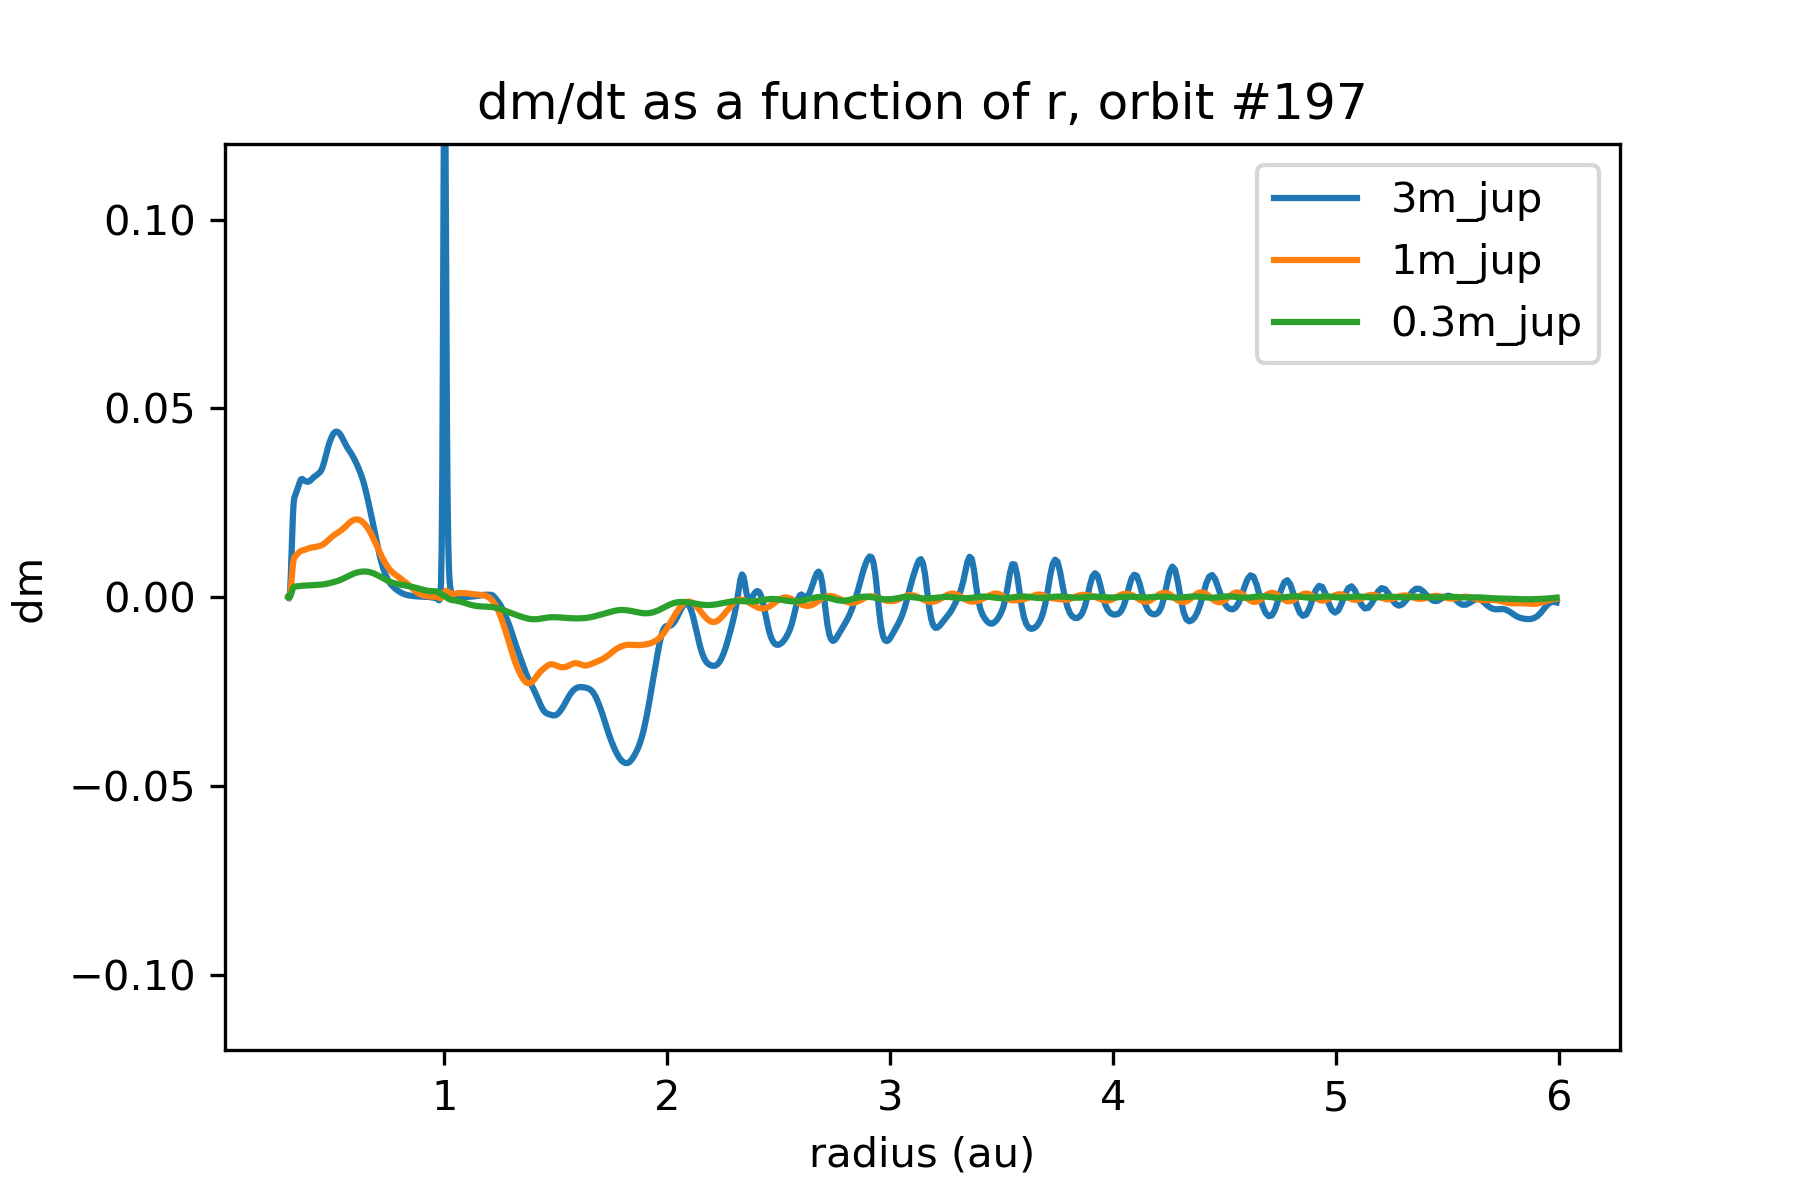 dm/dt as a function of r, orbit #197
3m_jup
1m_jup
0.3m_jup
dm
0.10
0.05
0.00
−0.05
−0.10
1 2 3 4 5 6
radius (au)